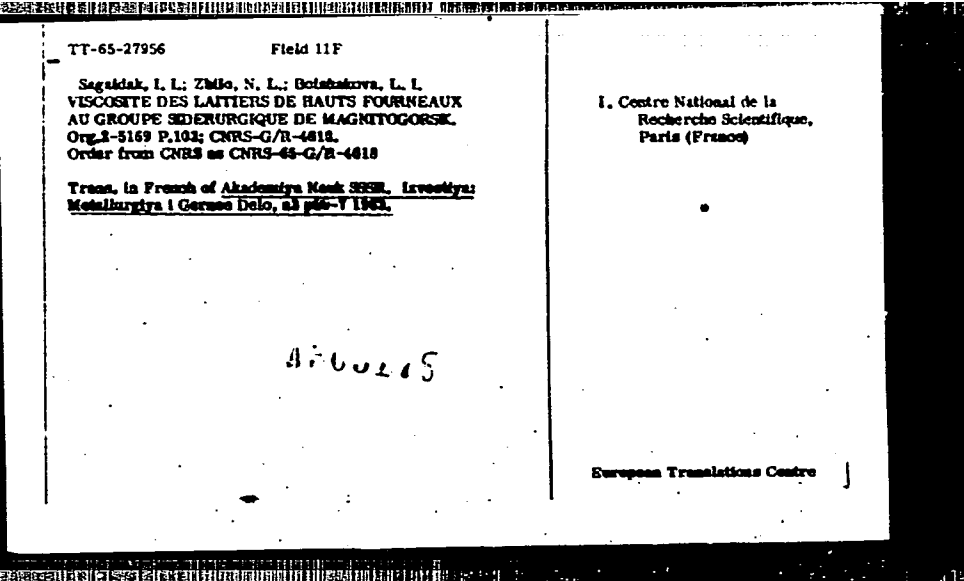 TT-65-27956 Field 11F
Sagaidak, I. I.; Zhilo, N. L.; Bolshakova, L. I.
VISCOSITE DES LAITIERS DE HAUTS FOURNEAUX
AU GROUPE SIDERURGIQUE DE MAGNITOGORSK.
Org.2-5169 P.103; CNRS-G/R-4618.
Order from CNRS as CNRS-65-G/R-4618
Trans. in French of Akademiya Nauk SSSR. Izvestiya:
Metallurgiya i Gornoe Delo,
I. Centre National de la
Recherche Scientifique,
Paris (France)
European Translations Centre